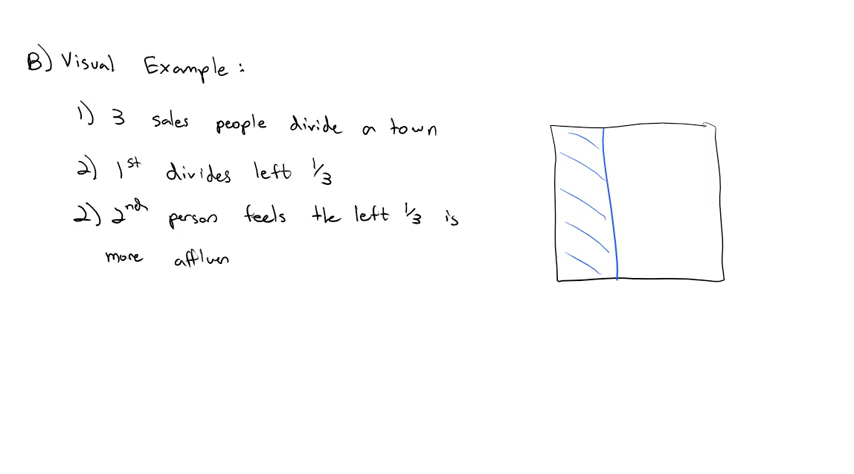 B) Visual Example:
1) 3 sales people divide a town
2) 1st divides left 1/3
2) 2nd person feels the left 1/3 is
more affluen